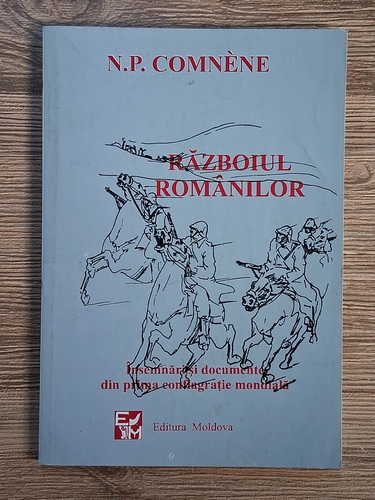 N.P. COMNÈNE
RĂZBOIUL
ROMÂNILOR
Însemnări și documente
din prima conflagrație mondială
E
M
Editura Moldova